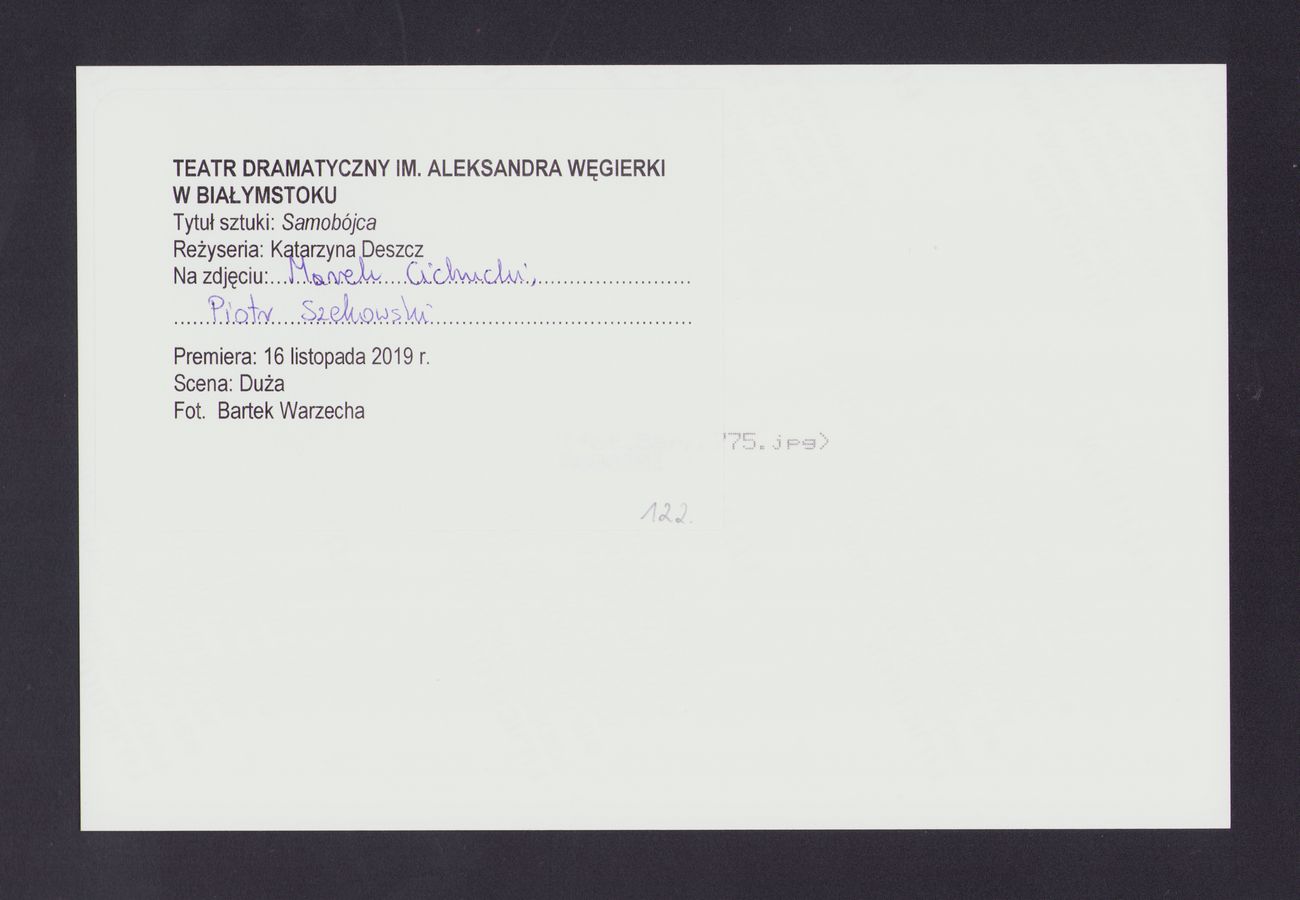 TEATR DRAMATYCZNY IM. ALEKSANDRA WĘGIERKI
W BIAŁYMSTOKU
Tytuł sztuki: Samobójca
Reżyseria: Katarzyna Deszcz
Na zdjęciu: Marek Cichucki,
Piotr Szekowski
Premiera: 16 listopada 2019 r.
Scena: Duża
Fot. Bartek Warzecha
75.jpg)
122.